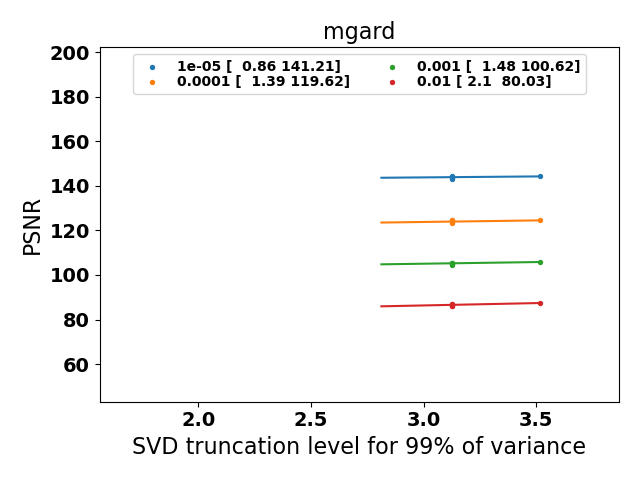 mgard
1e-05 [  0.86 141.21]
0.0001 [  1.39 119.62]
0.001 [  1.48 100.62]
0.01 [ 2.1  80.03]
200
180
160
140
120
100
80
60
PSNR
2.0 2.5 3.0 3.5
SVD truncation level for 99% of variance